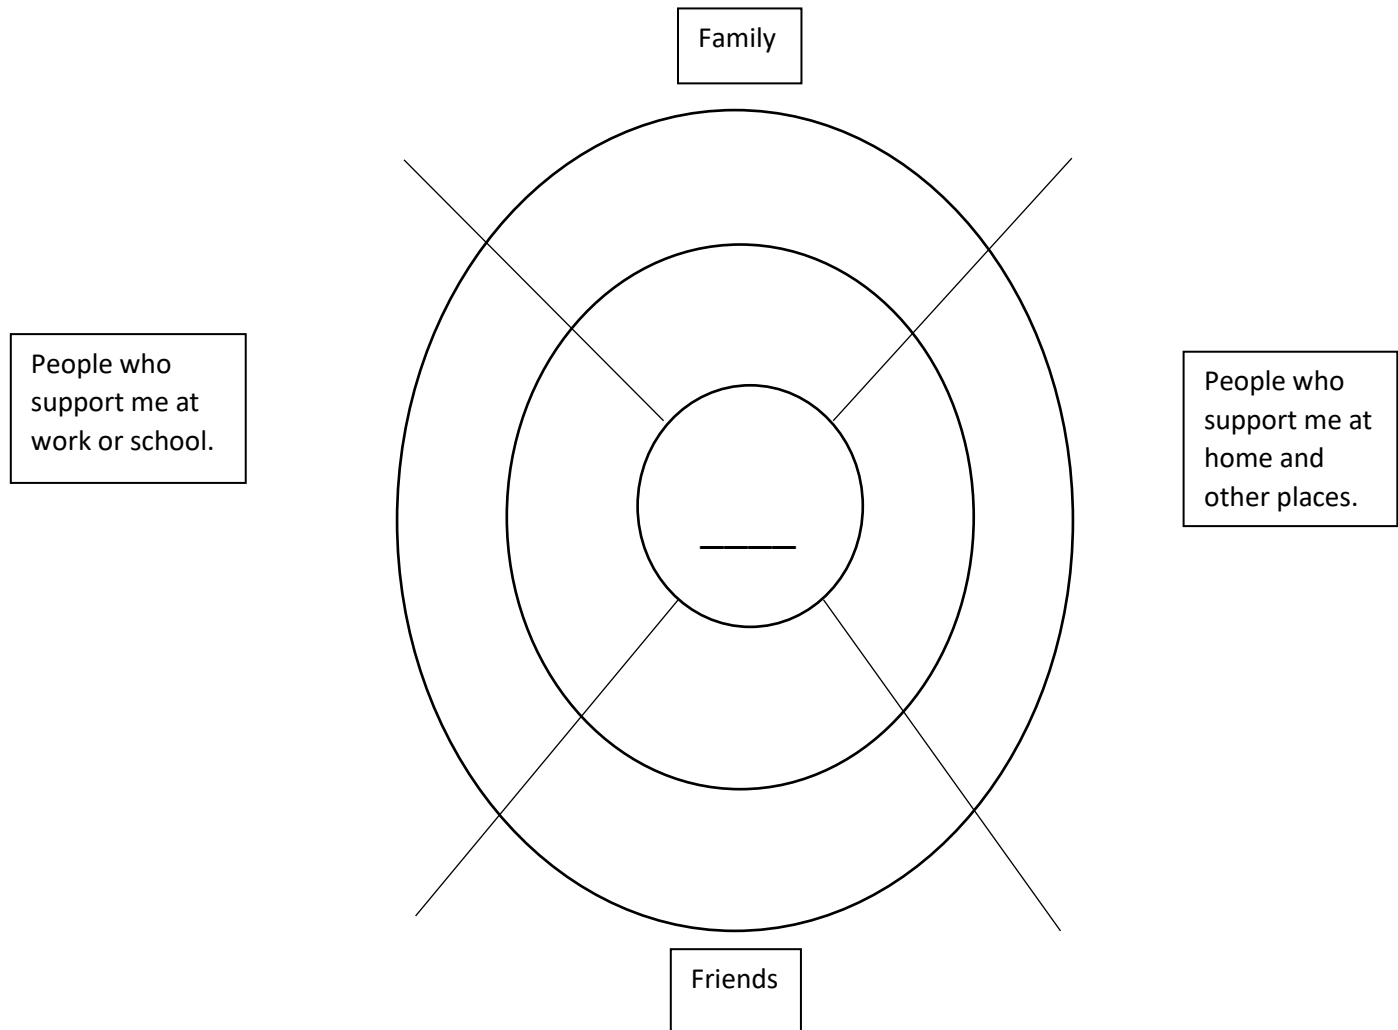 Family
People who
support me at
work or school.
People who
support me at
home and
other places.
____
Friends